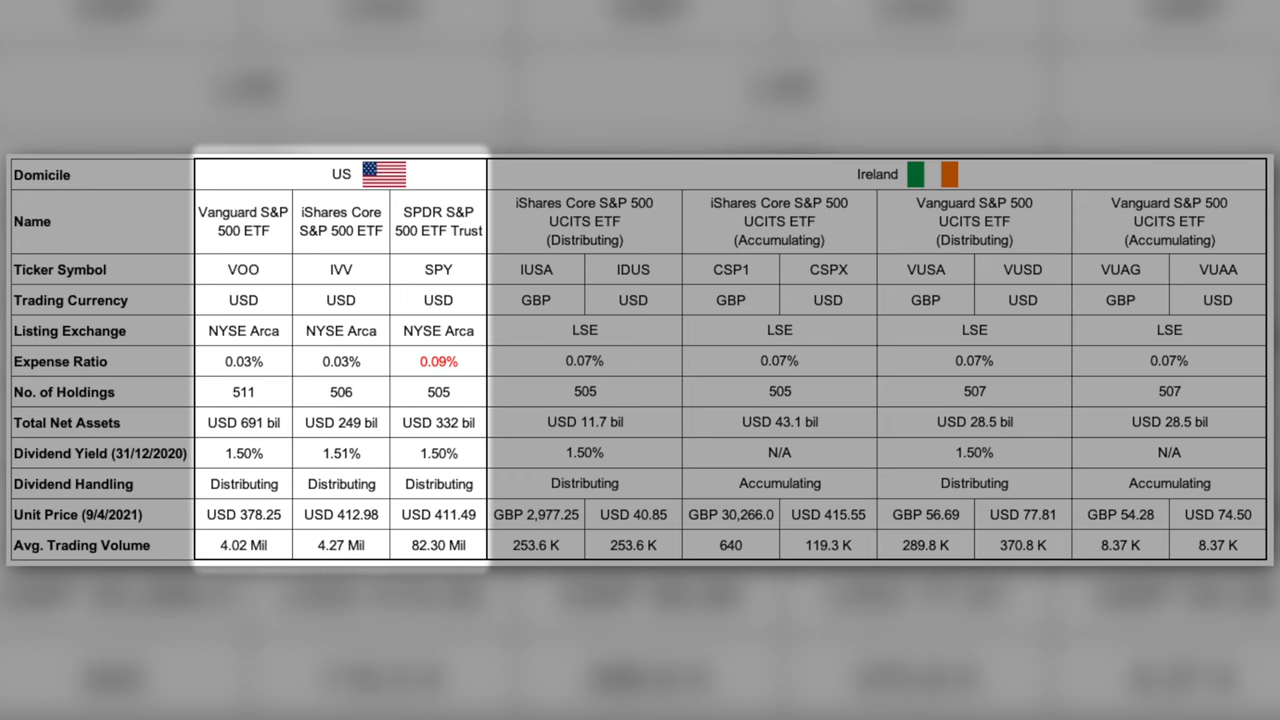 Domicile US Ireland
Name Vanguard S&P 500 ETF iShares Core S&P 500 ETF SPDR S&P 500 ETF Trust iShares Core S&P 500 UCITS ETF (Distributing) iShares Core S&P 500 UCITS ETF (Accumulating) Vanguard S&P 500 UCITS ETF (Distributing) Vanguard S&P 500 UCITS ETF (Accumulating)
Ticker Symbol VOO IVV SPY IUSA IDUS CSP1 CSPX VUSA VUSD VUAG VUAA
Trading Currency USD USD USD GBP USD GBP USD GBP USD GBP USD
Listing Exchange NYSE Arca NYSE Arca NYSE Arca LSE LSE LSE LSE
Expense Ratio 0.03% 0.03% 0.09% 0.07% 0.07% 0.07% 0.07%
No. of Holdings 511 506 505 505 505 507 507
Total Net Assets USD 691 bil USD 249 bil USD 332 bil USD 11.7 bil USD 43.1 bil USD 28.5 bil USD 28.5 bil
Dividend Yield (31/12/2020) 1.50% 1.51% 1.50% 1.50% N/A 1.50% N/A
Dividend Handling Distributing Distributing Distributing Distributing Accumulating Distributing Accumulating
Unit Price (9/4/2021) USD 378.25 USD 412.98 USD 411.49 GBP 2,977.25 USD 40.85 GBP 30,266.0 USD 415.55 GBP 56.69 USD 77.81 GBP 54.28 USD 74.50
Avg. Trading Volume 4.02 Mil 4.27 Mil 82.30 Mil 253.6 K 253.6 K 640 119.3 K 289.8 K 370.8 K 8.37 K 8.37 K